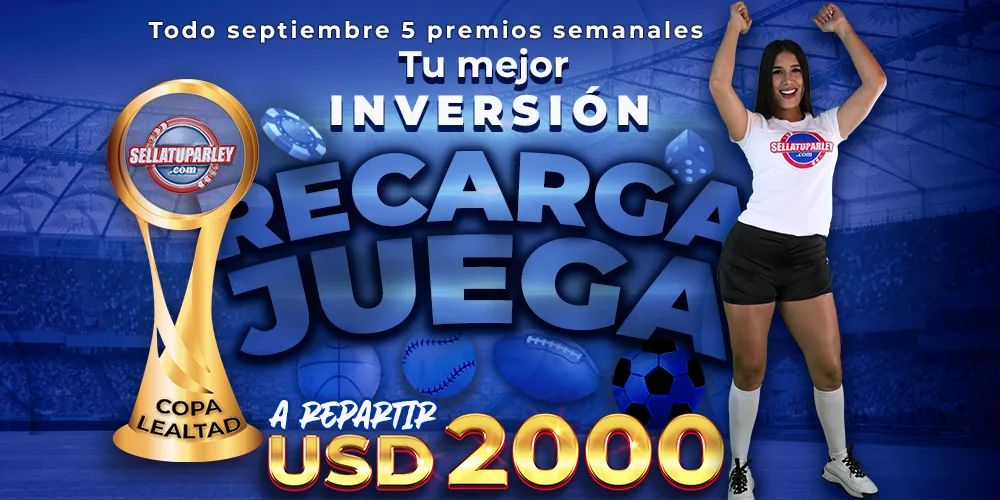 Todo septiembre 5 premios semanales
Tu mejor
INVERSIÓN
RECARGA
JUEGA
SELLATUPARLEY
.com
COPA
LEALTAD
A REPARTIR
USD 2000
SELLATUPARLEY
.com